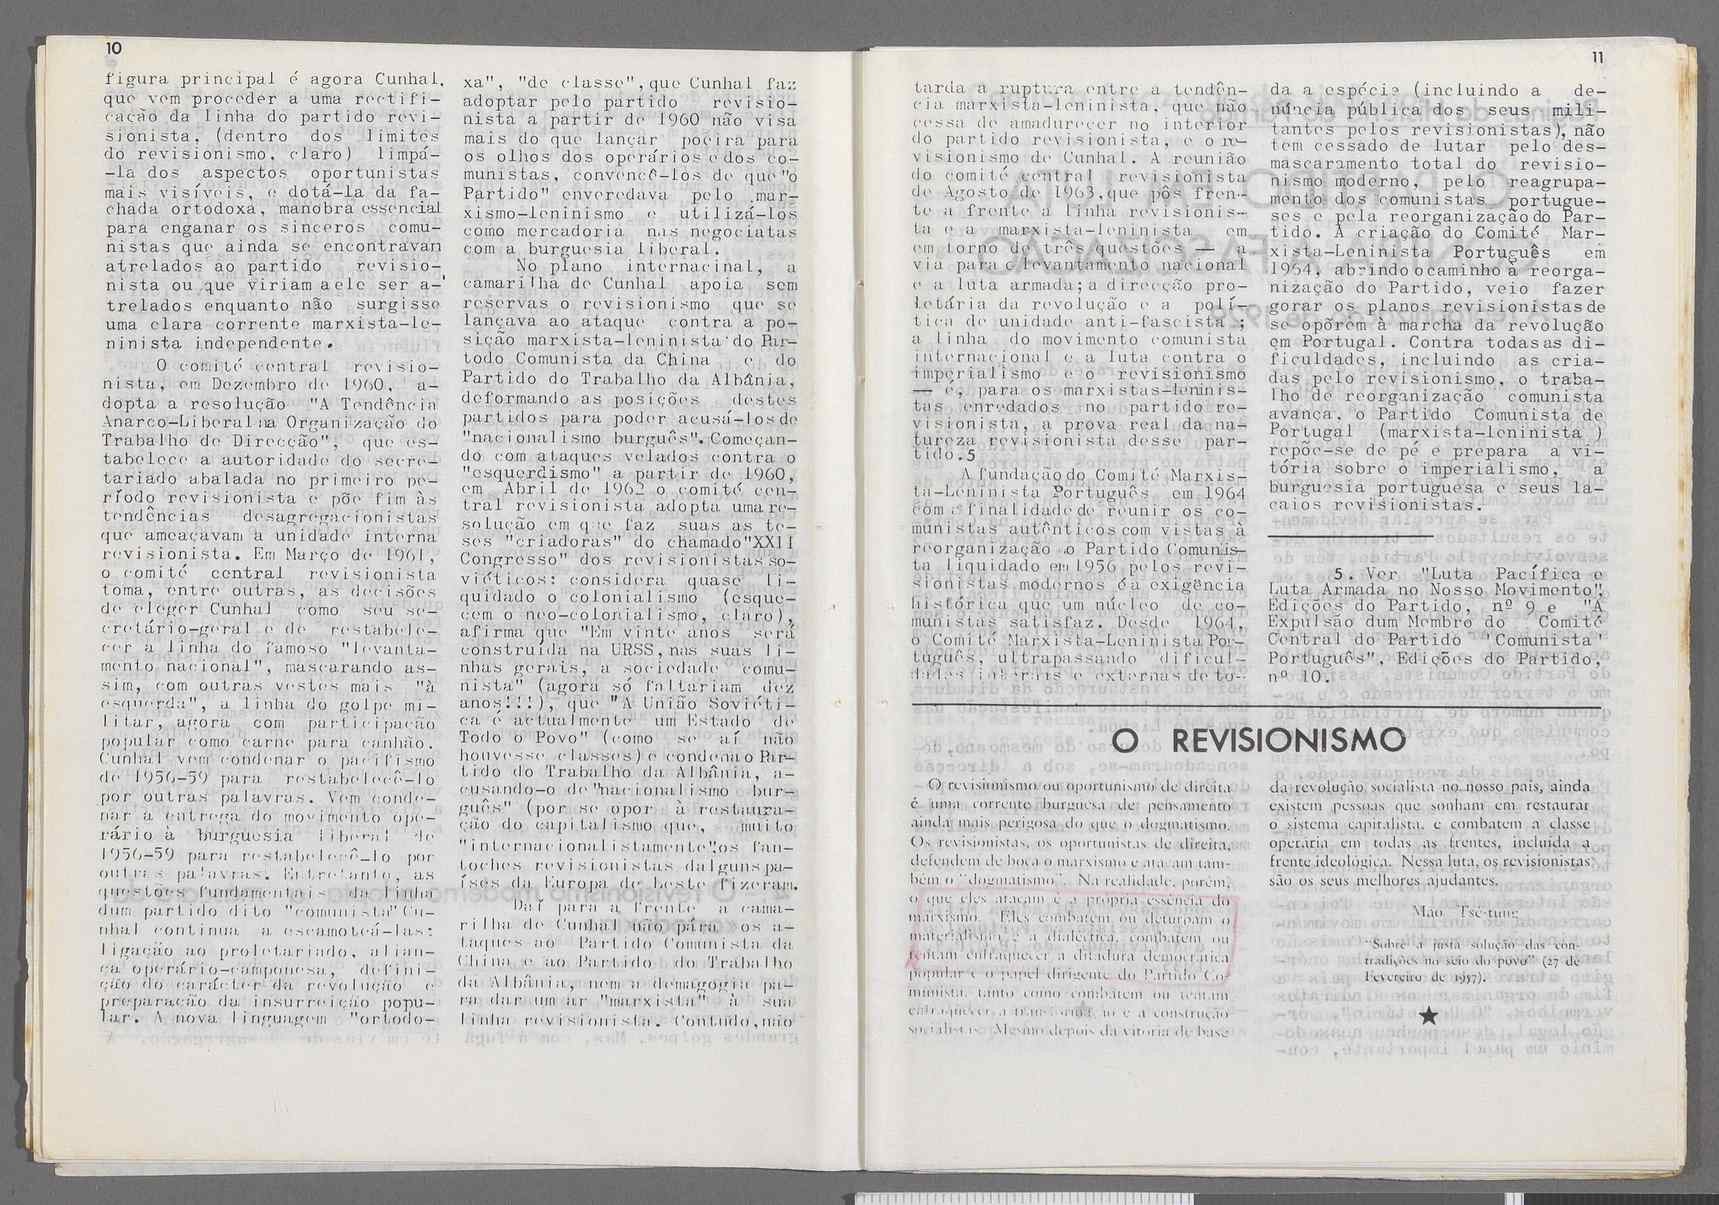 10
figura principal é agora Cunhal,
que vem proceder a uma rectifi-
cação da linha do partido revi-
sionista, (dentro dos limites
do revisionismo, claro) limpá-
-la dos aspectos oportunistas
mais visíveis, e dotá-la da fa-
chada ortodoxa, manobra essencial
para enganar os sinceros comu-
nistas que ainda se encontravam
atrelados ao partido revisio-
nista ou que viriam a ele ser a-
trelados enquanto não surgisse
uma clara corrente marxista-le-
ninista independente.
O comité central revisio-
nista, em Dezembro de 1960, a-
dopta a resolução "A Tendência
Anarco-Liberal na Organização do
Trabalho de Direcção", que es-
tabelece a autoridade do secre-
tariado abalada no primeiro pe-
ríodo revisionista e põe fim às
tendências desagregacionistas
que ameaçavam a unidade interna
revisionista. Em Março de 1961,
o comité central revisionista
toma, entre outras, as decisões
de eleger Cunhal como seu se-
cretário-geral e de restabele-
cer a linha do famoso "levanta-
mento nacional", mascarando as-
sim, com outras vestes mais "à
esquerda", a linha do golpe mi-
litar, agora com participação
popular como carne para canhão.
Cunhal vem condenar o pacifismo
de 1956-59 para restabelecê-lo
por outras palavras. Vem conde-
nar a entrega do movimento ope-
rário à burguesia liberal de
1956-59 para restabelecê-lo por
outras palavras. Entretanto, as
questões fundamentais da linha
dum partido dito "comunista" Cu-
nhal continua a escamoteá-las:
ligação ao proletariado, alian-
ça operário-camponesa, defini-
ção do carácter da revolução e
preparação da insurreição popu-
lar. A nova linguagem "ortodo-
xa", "de classe", que Cunhal faz
adoptar pelo partido revisio-
nista a partir de 1960 não visa
mais do que lançar poeira para
os olhos dos operários e dos co-
munistas, convencê-los de que "o
Partido" enveredava pelo mar-
xismo-leninismo e utilizá-los
como mercadoria nas negociatas
com a burguesia liberal.
No plano internacinal, a
camarilha de Cunhal apoia sem
reservas o revisionismo que se
lançava ao ataque contra a po-
sição marxista-leninista do Par-
todo Comunista da China e do
Partido do Trabalho da Albânia,
deformando as posições destes
partidos para poder acusá-los de
"nacionalismo burguês". Começan-
do com ataques velados contra o
"esquerdismo" a partir de 1960,
em Abril de 1962 o comité cen-
tral revisionista adopta uma re-
solução em que faz suas as te-
ses "criadoras" do chamado "XXII
Congresso" dos revisionistas so-
viéticos: considera quase li-
quidado o colonialismo (esque-
cem o neo-colonialismo, claro),
afirma que "Em vinte anos será
construída na URSS, nas suas li-
nhas gerais, a sociedade comu-
nista" (agora só faltariam dez
anos!!!), que "A União Soviéti-
ca é actualmente um Estado de
Todo o Povo" (como se aí não
houvesse classes) e condena o Par-
tido do Trabalho da Albânia, a-
cusando-o de "nacionalismo bur-
guês" (por se opor à restaura-
ção do capitalismo que, muito
"internacionalistamente", os fan-
toches revisionistas dalguns pa-
íses da Europa de Leste fizeram.
Daí para a frente a cama-
rilha de Cunhal não pára os a-
taques ao Partido Comunista da
China e ao Partido do Trabalho
da Albânia, nem a demagogia pa-
ra dar um ar "marxista" à sua
linha revisionista. Contudo, não
11
tarda a ruptura entre a tendên-
cia marxista-leninista, que não
cessa de amadurecer no interior
do partido revisionista, e o re-
visionismo de Cunhal. A reunião
do comité central revisionista
de Agosto de 1963, que pôs fren-
te a frente a linha revisionis-
ta e a marxista-leninista em
em torno de três questões — a
via para o levantamento nacional
e a luta armada; a direcção pro-
letária da revolução e a polí-
tica de unidade anti-fascista ;
a linha do movimento comunista
internacional e a luta contra o
imperialismo e o revisionismo
— é, para os marxistas-leninis-
tas enredados no partido re-
visionista, a prova real da na-
tureza revisionista desse par-
tido.5
A fundação do Comité Marxis-
ta-Leninista Português em 1964
com a finalidade de reunir os co-
munistas autênticos com vistas à
reorganização do Partido Comunis-
ta liquidado em 1956 pelos revi-
sionistas modernos é a exigência
histórica que um núcleo de co-
munistas satisfaz. Desde 1964,
o Comité Marxista-Leninista Por-
tuguês, ultrapassando dificul-
dades internais e externas de to-
da a espécie (incluindo a de-
núncia pública dos seus mili-
tantes pelos revisionistas), não
tem cessado de lutar pelo des-
mascaramento total do revisio-
nismo moderno, pelo reagrupa-
mento dos comunistas portugue-
ses e pela reorganização do Par-
tido. A criação do Comité Mar-
xista-Leninista Português em
1964, abrindo o caminho à reorga-
nização do Partido, veio fazer
gorar os planos revisionistas de
se opôrem à marcha da revolução
em Portugal. Contra todas as di-
ficuldades, incluindo as cria-
das pelo revisionismo, o traba-
lho de reorganização comunista
avança, o Partido Comunista de
Portugal (marxista-leninista )
repõe-se de pé e prepara a vi-
tória sobre o imperialismo, a
burguesia portuguesa e seus la-
caios revisionistas.
5. Ver "Luta Pacífica e
Luta Armada no Nosso Movimento",
Edições do Partido, nº 9 e "A
Expulsão dum Membro do Comité
Central do Partido 'Comunista'
Português", Edições do Partido,
nº 10.
O REVISIONISMO
O revisionismo ou oportunismo de direita
é uma corrente burguesa de pensamento
ainda mais perigosa do que o dogmatismo.
Os revisionistas, os oportunistas de direita,
defendem de boca o marxismo e atacam tam-
bém o "dogmatismo". Na realidade, porém,
o que eles atacam é a própria essência do
marxismo. Eles combatem ou deturpam o
materialismo e a dialéctica, combatem ou
tentam enfraquecer a ditadura democrática
popular e o papel dirigente do Partido Co-
munista, tanto como combatem ou tentam
enfraquecer a transformação e a construção
socialistas. Mesmo depois da vitória de base
da revolução socialista no nosso país, ainda
existem pessoas que sonham em restaurar
o sistema capitalista, e combatem a classe
operária em todas as frentes, incluída a
frente ideológica. Nessa luta, os revisionistas
são os seus melhores ajudantes.
Mao Tse-tung
"Sobre a justa solução das con-
tradições no seio do povo" (27 de
Fevereiro de 1957).